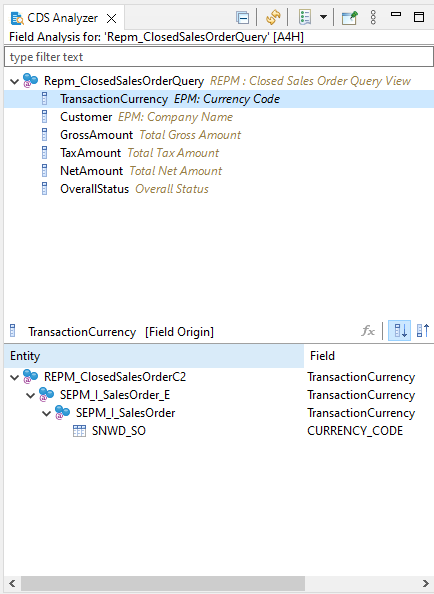 CDS Analyzer
Field Analysis for: 'Repm_ClosedSalesOrderQuery' [A4H]
type filter text
Repm_ClosedSalesOrderQuery REPM : Closed Sales Order Query View
TransactionCurrency EPM: Currency Code
Customer EPM: Company Name
GrossAmount Total Gross Amount
TaxAmount Total Tax Amount
NetAmount Total Net Amount
OverallStatus Overall Status
TransactionCurrency [Field Origin] fx
Entity Field
REPM_ClosedSalesOrderC2 TransactionCurrency
SEPM_I_SalesOrder_E TransactionCurrency
SEPM_I_SalesOrder TransactionCurrency
SNWD_SO CURRENCY_CODE